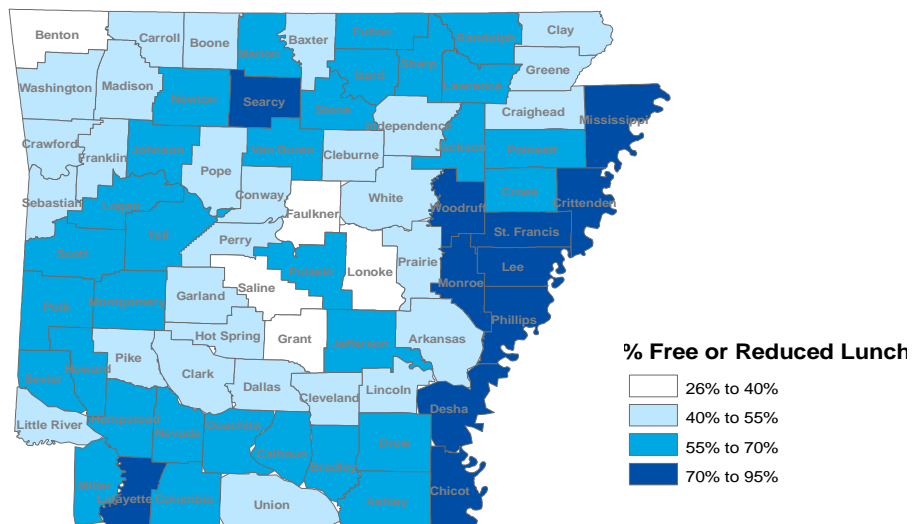 Benton
Carroll
Boone
Marion
Baxter
Fulton
Randolph
Clay
Washington
Madison
Newton
Searcy
Stone
Izard
Sharp
Lawrence
Greene
Crawford
Franklin
Johnson
Pope
Van Buren
Cleburne
Independence
Jackson
Craighead
Poinsett
Mississippi
Sebastian
Logan
Yell
Conway
Faulkner
White
Woodruff
Cross
Crittenden
Scott
Perry
Saline
Pulaski
Lonoke
Prairie
Monroe
St. Francis
Lee
Phillips
Polk
Montgomery
Garland
Hot Spring
Grant
Jefferson
Arkansas
Sevier
Howard
Pike
Clark
Dallas
Cleveland
Lincoln
Desha
Little River
Hempstead
Nevada
Ouachita
Calhoun
Bradley
Drew
Miller
Lafayette
Columbia
Union
Ashley
Chicot
% Free or Reduced Lunch
26% to 40%
40% to 55%
55% to 70%
70% to 95%